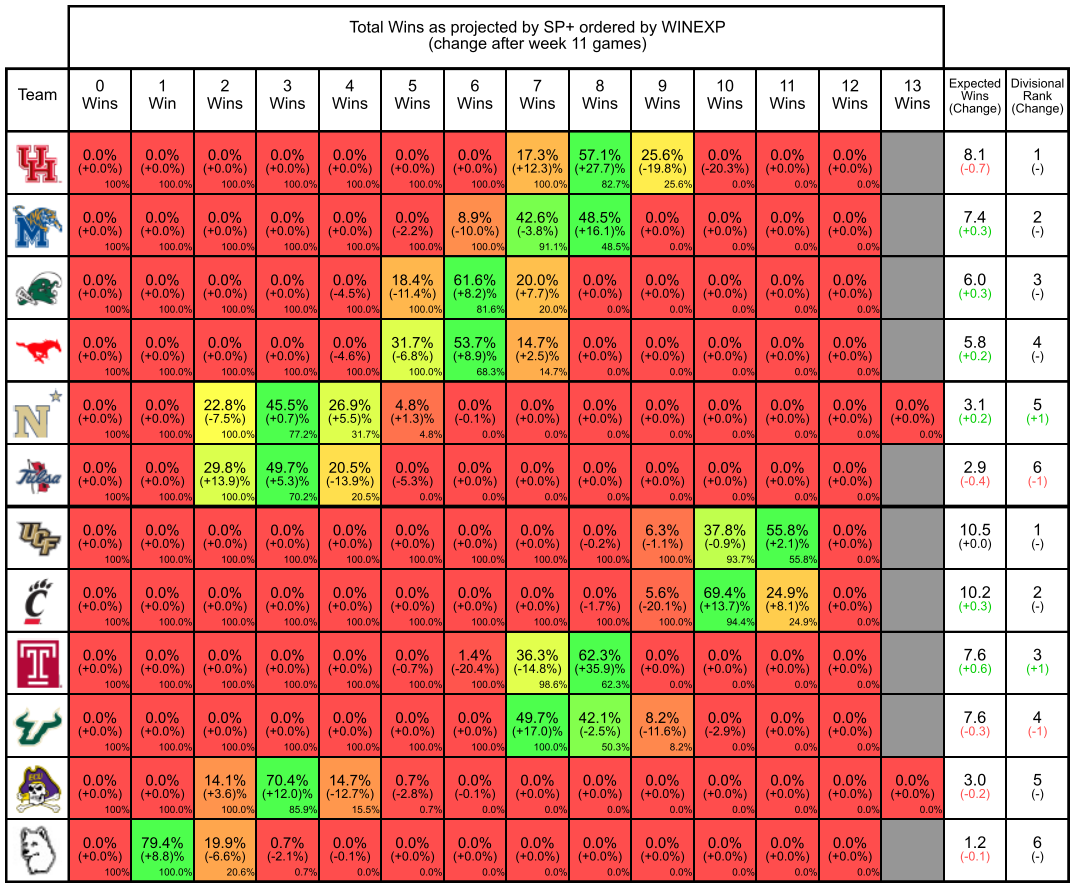 Total Wins as projected by SP+ ordered by WINEXP
(change after week 11 games)
Team 0 Wins 1 Win 2 Wins 3 Wins 4 Wins 5 Wins 6 Wins 7 Wins 8 Wins 9 Wins 10 Wins 11 Wins 12 Wins 13 Wins Expected Wins (Change) Divisional Rank (Change)
UH 0.0% 0.0% 0.0% 0.0% 0.0% 0.0% 0.0% 17.3% 57.1% 25.6% 0.0% 0.0% 0.0% 8.1 1
(+0.0%) (+0.0%) (+0.0%) (+0.0%) (+0.0%) (+0.0%) (+0.0%) (+12.3)% (+27.7)% (-19.8%) (-20.3%) (+0.0%) (+0.0%) (-0.7) (-)
100% 100.0% 100.0% 100.0% 100.0% 100.0% 100.0% 100.0% 82.7% 25.6% 0.0% 0.0% 0.0%
M 0.0% 0.0% 0.0% 0.0% 0.0% 0.0% 8.9% 42.6% 48.5% 0.0% 0.0% 0.0% 0.0% 7.4 2
(+0.0%) (+0.0%) (+0.0%) (+0.0%) (+0.0%) (-2.2%) (-10.0%) (-3.8%) (+16.1)% (+0.0%) (+0.0%) (+0.0%) (+0.0%) (+0.3) (-)
100% 100.0% 100.0% 100.0% 100.0% 100.0% 100.0% 91.1% 48.5% 0.0% 0.0% 0.0% 0.0%
0.0% 0.0% 0.0% 0.0% 0.0% 18.4% 61.6% 20.0% 0.0% 0.0% 0.0% 0.0% 0.0% 6.0 3
(+0.0%) (+0.0%) (+0.0%) (+0.0%) (-4.5%) (-11.4%) (+8.2)% (+7.7)% (+0.0%) (+0.0%) (+0.0%) (+0.0%) (+0.0%) (+0.3) (-)
100% 100.0% 100.0% 100.0% 100.0% 100.0% 81.6% 20.0% 0.0% 0.0% 0.0% 0.0% 0.0%
0.0% 0.0% 0.0% 0.0% 0.0% 31.7% 53.7% 14.7% 0.0% 0.0% 0.0% 0.0% 0.0% 5.8 4
(+0.0%) (+0.0%) (+0.0%) (+0.0%) (-4.6%) (-6.8%) (+8.9)% (+2.5)% (+0.0%) (+0.0%) (+0.0%) (+0.0%) (+0.0%) (+0.2) (-)
100% 100.0% 100.0% 100.0% 100.0% 100.0% 68.3% 14.7% 0.0% 0.0% 0.0% 0.0% 0.0%
N 0.0% 0.0% 22.8% 45.5% 26.9% 4.8% 0.0% 0.0% 0.0% 0.0% 0.0% 0.0% 0.0% 0.0% 3.1 5
(+0.0%) (+0.0%) (-7.5%) (+0.7)% (+5.5)% (+1.3)% (-0.1%) (+0.0%) (+0.0%) (+0.0%) (+0.0%) (+0.0%) (+0.0%) (+0.0%) (+0.2) (+1)
100% 100.0% 100.0% 77.2% 31.7% 4.8% 0.0% 0.0% 0.0% 0.0% 0.0% 0.0% 0.0% 0.0%
Tulsa 0.0% 0.0% 29.8% 49.7% 20.5% 0.0% 0.0% 0.0% 0.0% 0.0% 0.0% 0.0% 0.0% 2.9 6
(+0.0%) (+0.0%) (+13.9)% (+5.3)% (-13.9%) (-5.3%) (+0.0%) (+0.0%) (+0.0%) (+0.0%) (+0.0%) (+0.0%) (+0.0%) (-0.4) (-1)
100% 100.0% 100.0% 70.2% 20.5% 0.0% 0.0% 0.0% 0.0% 0.0% 0.0% 0.0% 0.0%
UCF 0.0% 0.0% 0.0% 0.0% 0.0% 0.0% 0.0% 0.0% 0.0% 6.3% 37.8% 55.8% 0.0% 10.5 1
(+0.0%) (+0.0%) (+0.0%) (+0.0%) (+0.0%) (+0.0%) (+0.0%) (+0.0%) (-0.2%) (-1.1%) (-0.9%) (+2.1)% (+0.0%) (+0.0) (-)
100% 100.0% 100.0% 100.0% 100.0% 100.0% 100.0% 100.0% 100.0% 100.0% 93.7% 55.8% 0.0%
C 0.0% 0.0% 0.0% 0.0% 0.0% 0.0% 0.0% 0.0% 0.0% 5.6% 69.4% 24.9% 0.0% 10.2 2
(+0.0%) (+0.0%) (+0.0%) (+0.0%) (+0.0%) (+0.0%) (+0.0%) (+0.0%) (-1.7%) (-20.1%) (+13.7)% (+8.1)% (+0.0%) (+0.3) (-)
100% 100.0% 100.0% 100.0% 100.0% 100.0% 100.0% 100.0% 100.0% 100.0% 94.4% 24.9% 0.0%
T 0.0% 0.0% 0.0% 0.0% 0.0% 0.0% 1.4% 36.3% 62.3% 0.0% 0.0% 0.0% 0.0% 7.6 3
(+0.0%) (+0.0%) (+0.0%) (+0.0%) (+0.0%) (-0.7%) (-20.4%) (-14.8%) (+35.9)% (+0.0%) (+0.0%) (+0.0%) (+0.0%) (+0.6) (+1)
100% 100.0% 100.0% 100.0% 100.0% 100.0% 100.0% 98.6% 62.3% 0.0% 0.0% 0.0% 0.0%
0.0% 0.0% 0.0% 0.0% 0.0% 0.0% 0.0% 49.7% 42.1% 8.2% 0.0% 0.0% 0.0% 7.6 4
(+0.0%) (+0.0%) (+0.0%) (+0.0%) (+0.0%) (+0.0%) (+0.0%) (+17.0)% (-2.5%) (-11.6%) (-2.9%) (+0.0%) (+0.0%) (-0.3) (-1)
100% 100.0% 100.0% 100.0% 100.0% 100.0% 100.0% 100.0% 50.3% 8.2% 0.0% 0.0% 0.0%
ECU 0.0% 0.0% 14.1% 70.4% 14.7% 0.7% 0.0% 0.0% 0.0% 0.0% 0.0% 0.0% 0.0% 0.0% 3.0 5
(+0.0%) (+0.0%) (+3.6)% (+12.0)% (-12.7%) (-2.8%) (-0.1%) (+0.0%) (+0.0%) (+0.0%) (+0.0%) (+0.0%) (+0.0%) (+0.0%) (-0.2) (-)
100% 100.0% 100.0% 85.9% 15.5% 0.7% 0.0% 0.0% 0.0% 0.0% 0.0% 0.0% 0.0% 0.0%
0.0% 79.4% 19.9% 0.7% 0.0% 0.0% 0.0% 0.0% 0.0% 0.0% 0.0% 0.0% 0.0% 1.2 6
(+0.0%) (+8.8)% (-6.6%) (-2.1%) (-0.1%) (+0.0%) (+0.0%) (+0.0%) (+0.0%) (+0.0%) (+0.0%) (+0.0%) (+0.0%) (-0.1) (-)
100% 100.0% 20.6% 0.7% 0.0% 0.0% 0.0% 0.0% 0.0% 0.0% 0.0% 0.0% 0.0%